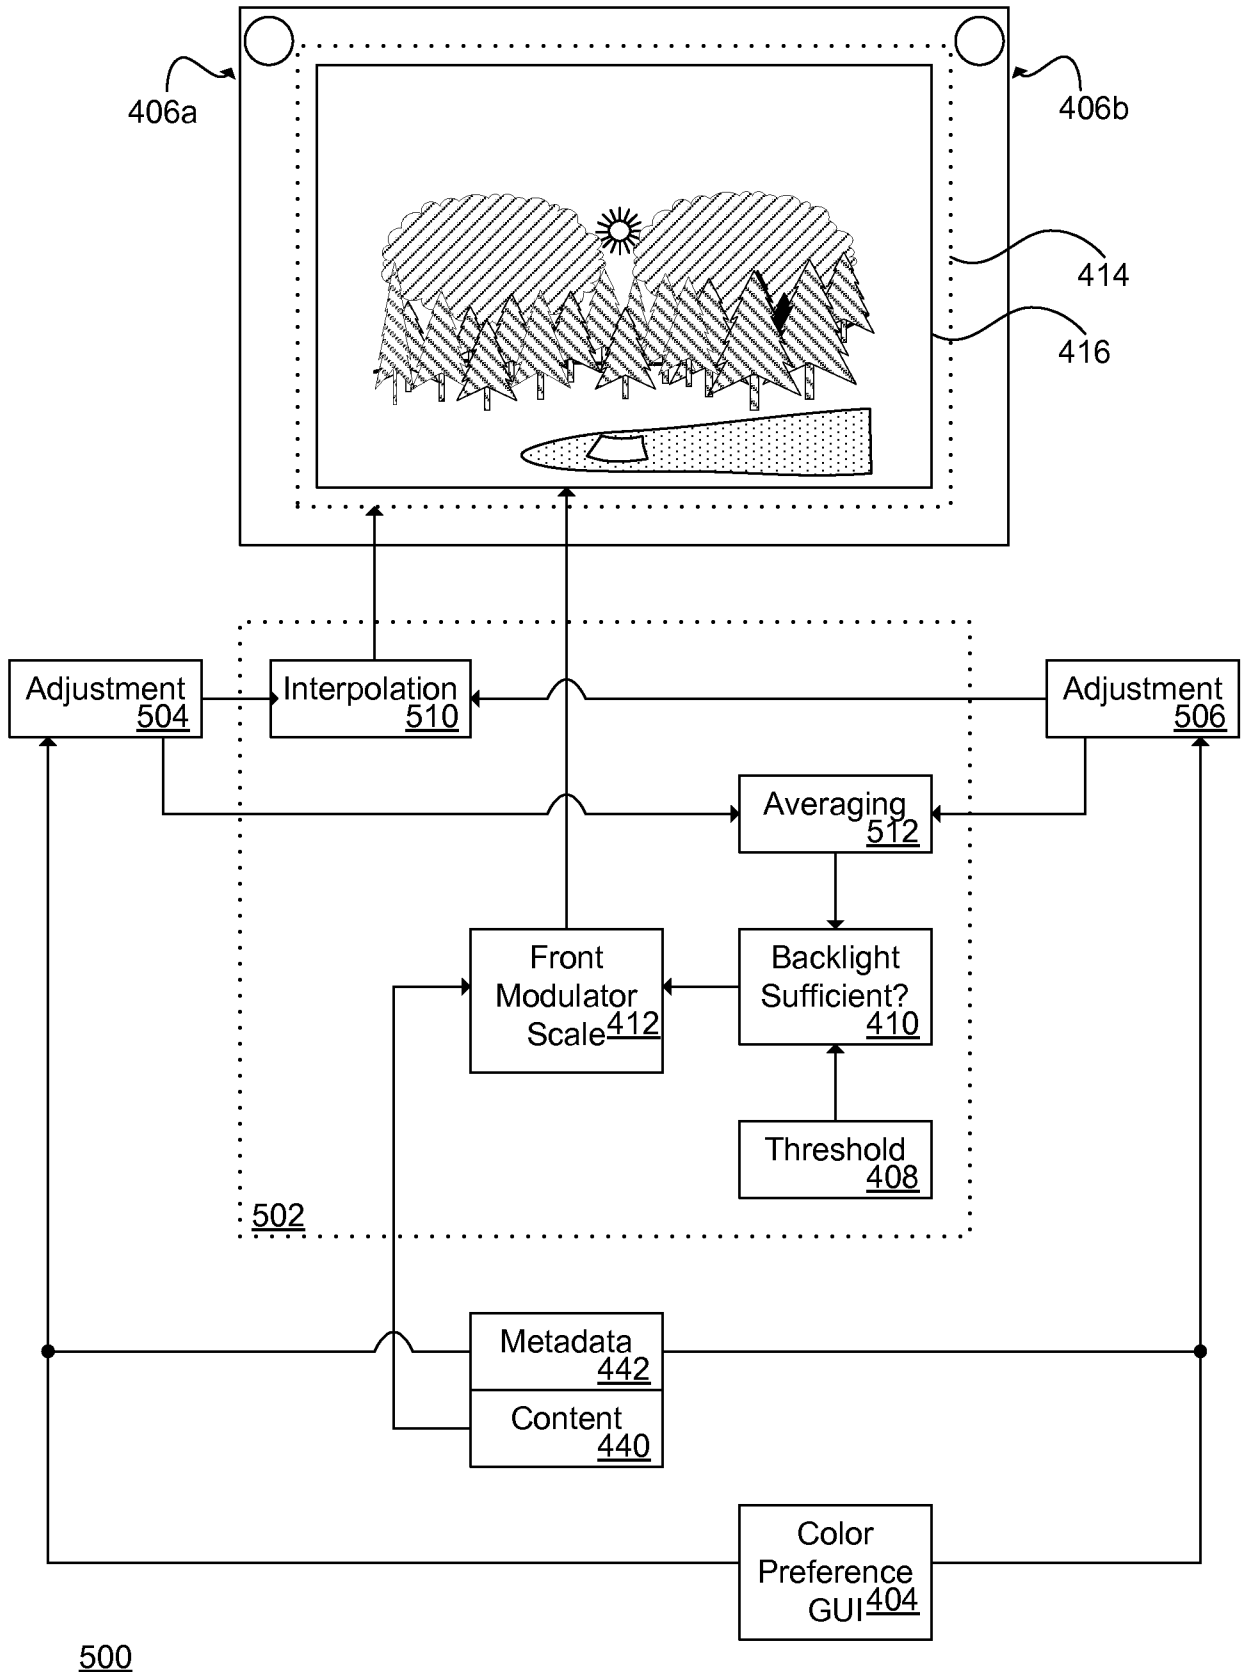 406a
406b
414
416
Adjustment
504
Interpolation
510
Adjustment
506
Averaging
512
Front
Modulator
Scale 412
Backlight
Sufficient?
410
Threshold
408
502
Metadata
442
Content
440
Color
Preference
GUI 404
500